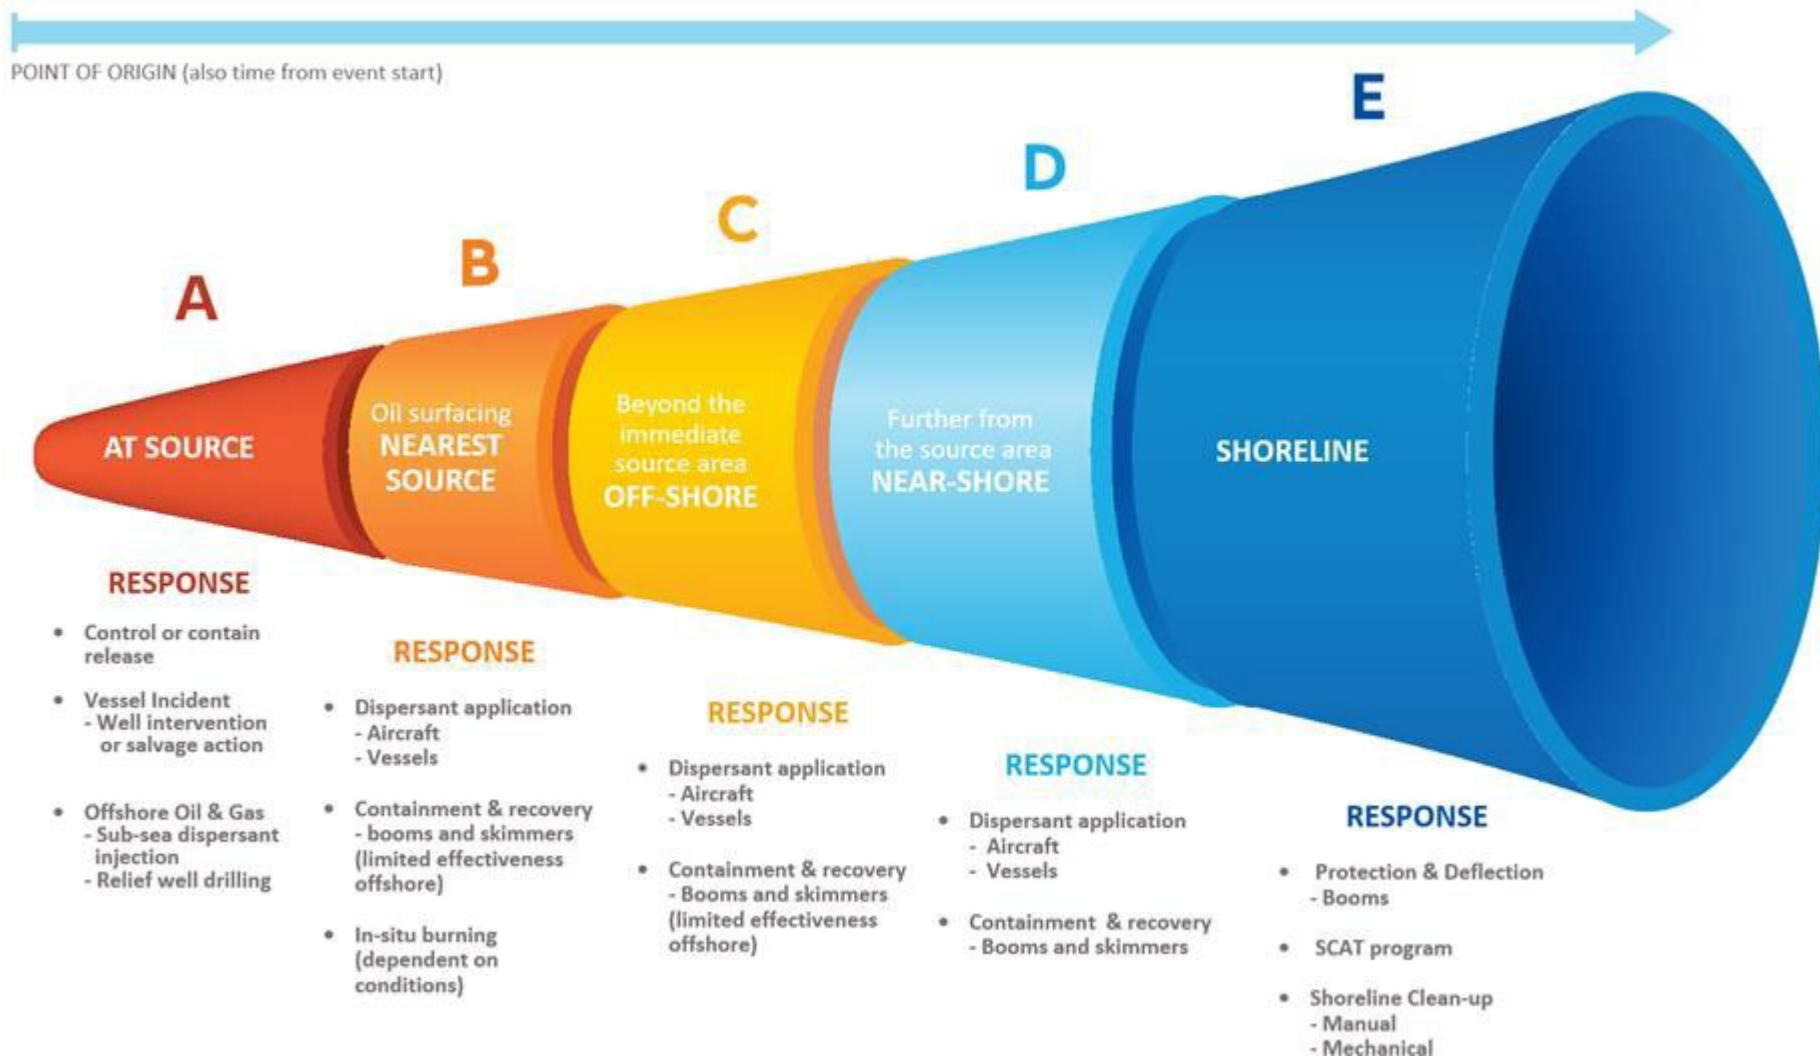 POINT OF ORIGIN (also time from event start)
A
B
C
D
E
AT SOURCE
Oil surfacing
NEAREST
SOURCE
Beyond the
immediate
source area
OFF-SHORE
Further from
the source area
NEAR-SHORE
SHORELINE
RESPONSE
• Control or contain
release
• Vessel Incident
- Well intervention
or salvage action
• Offshore Oil & Gas
- Sub-sea dispersant
injection
- Relief well drilling
RESPONSE
• Dispersant application
- Aircraft
- Vessels
• Containment & recovery
- booms and skimmers
(limited effectiveness
offshore)
• In-situ burning
(dependent on
conditions)
RESPONSE
• Dispersant application
- Aircraft
- Vessels
• Containment & recovery
- Booms and skimmers
(limited effectiveness
offshore)
RESPONSE
• Dispersant application
- Aircraft
- Vessels
• Containment & recovery
- Booms and skimmers
RESPONSE
• Protection & Deflection
- Booms
• SCAT program
• Shoreline Clean-up
- Manual
- Mechanical